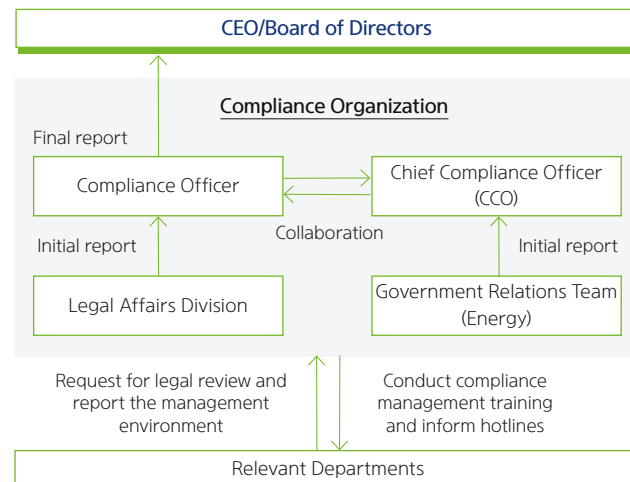 CEO/Board of Directors
Compliance Organization
Final report
Compliance Officer
Chief Compliance Officer
(CCO)
Collaboration
Initial report
Initial report
Legal Affairs Division
Government Relations Team
(Energy)
Request for legal review and
report the management
environment
Conduct compliance
management training
and inform hotlines
Relevant Departments